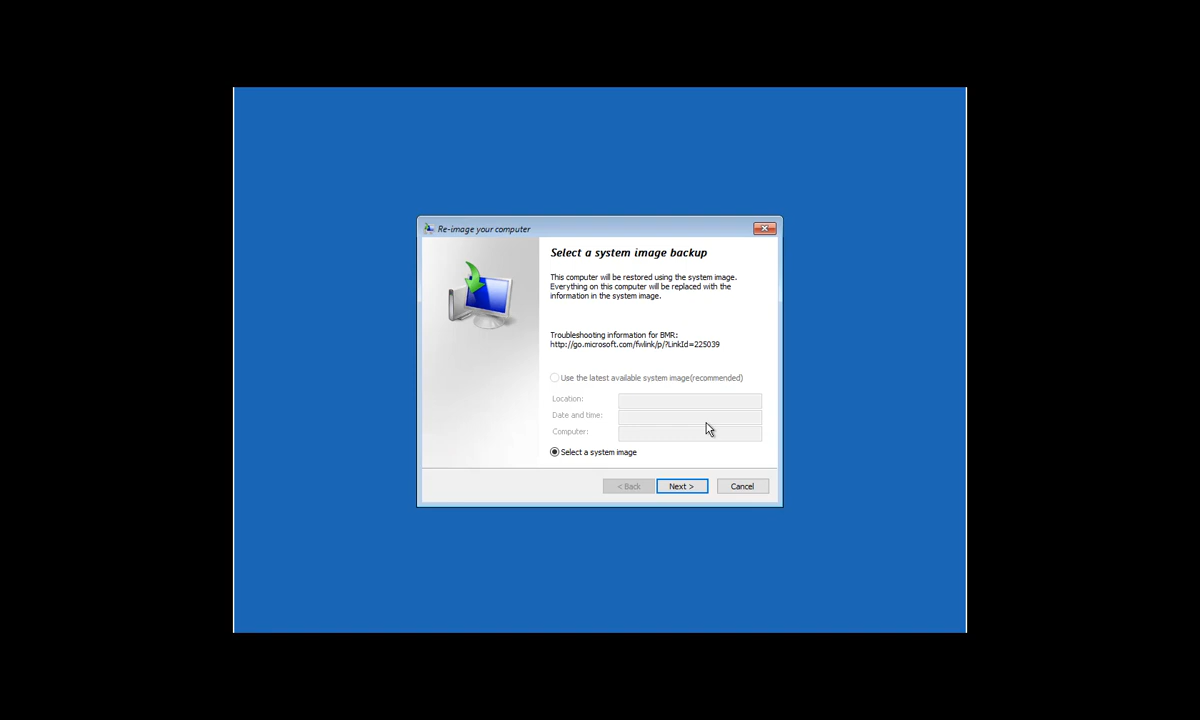 Re-image your computer
Select a system image backup
This computer will be restored using the system image.
Everything on this computer will be replaced with the
information in the system image.
Troubleshooting information for BMR:
http://go.microsoft.com/fwlink/p/?LinkId=225039
Use the latest available system image(recommended)
Location:
Date and time:
Computer:
Select a system image
< Back Next > Cancel